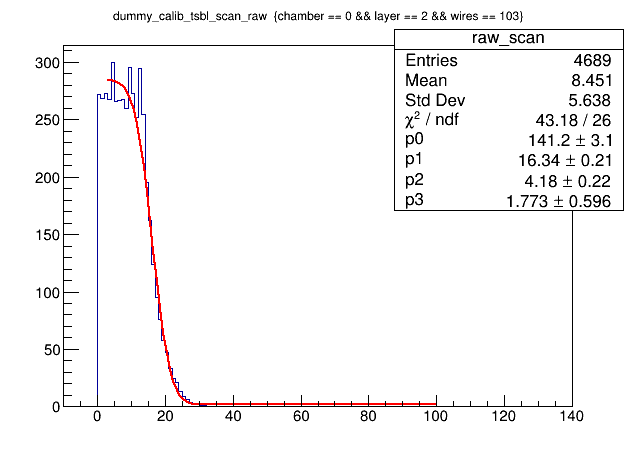 dummy_calib_tsbl_scan_raw {chamber == 0 && layer == 2 && wires == 103}
raw_scan
Entries 4689
Mean 8.451
Std Dev 5.638
χ² / ndf 43.18 / 26
p0 141.2 ± 3.1
p1 16.34 ± 0.21
p2 4.18 ± 0.22
p3 1.773 ± 0.596
300
250
200
150
100
50
0
0 20 40 60 80 100 120 140